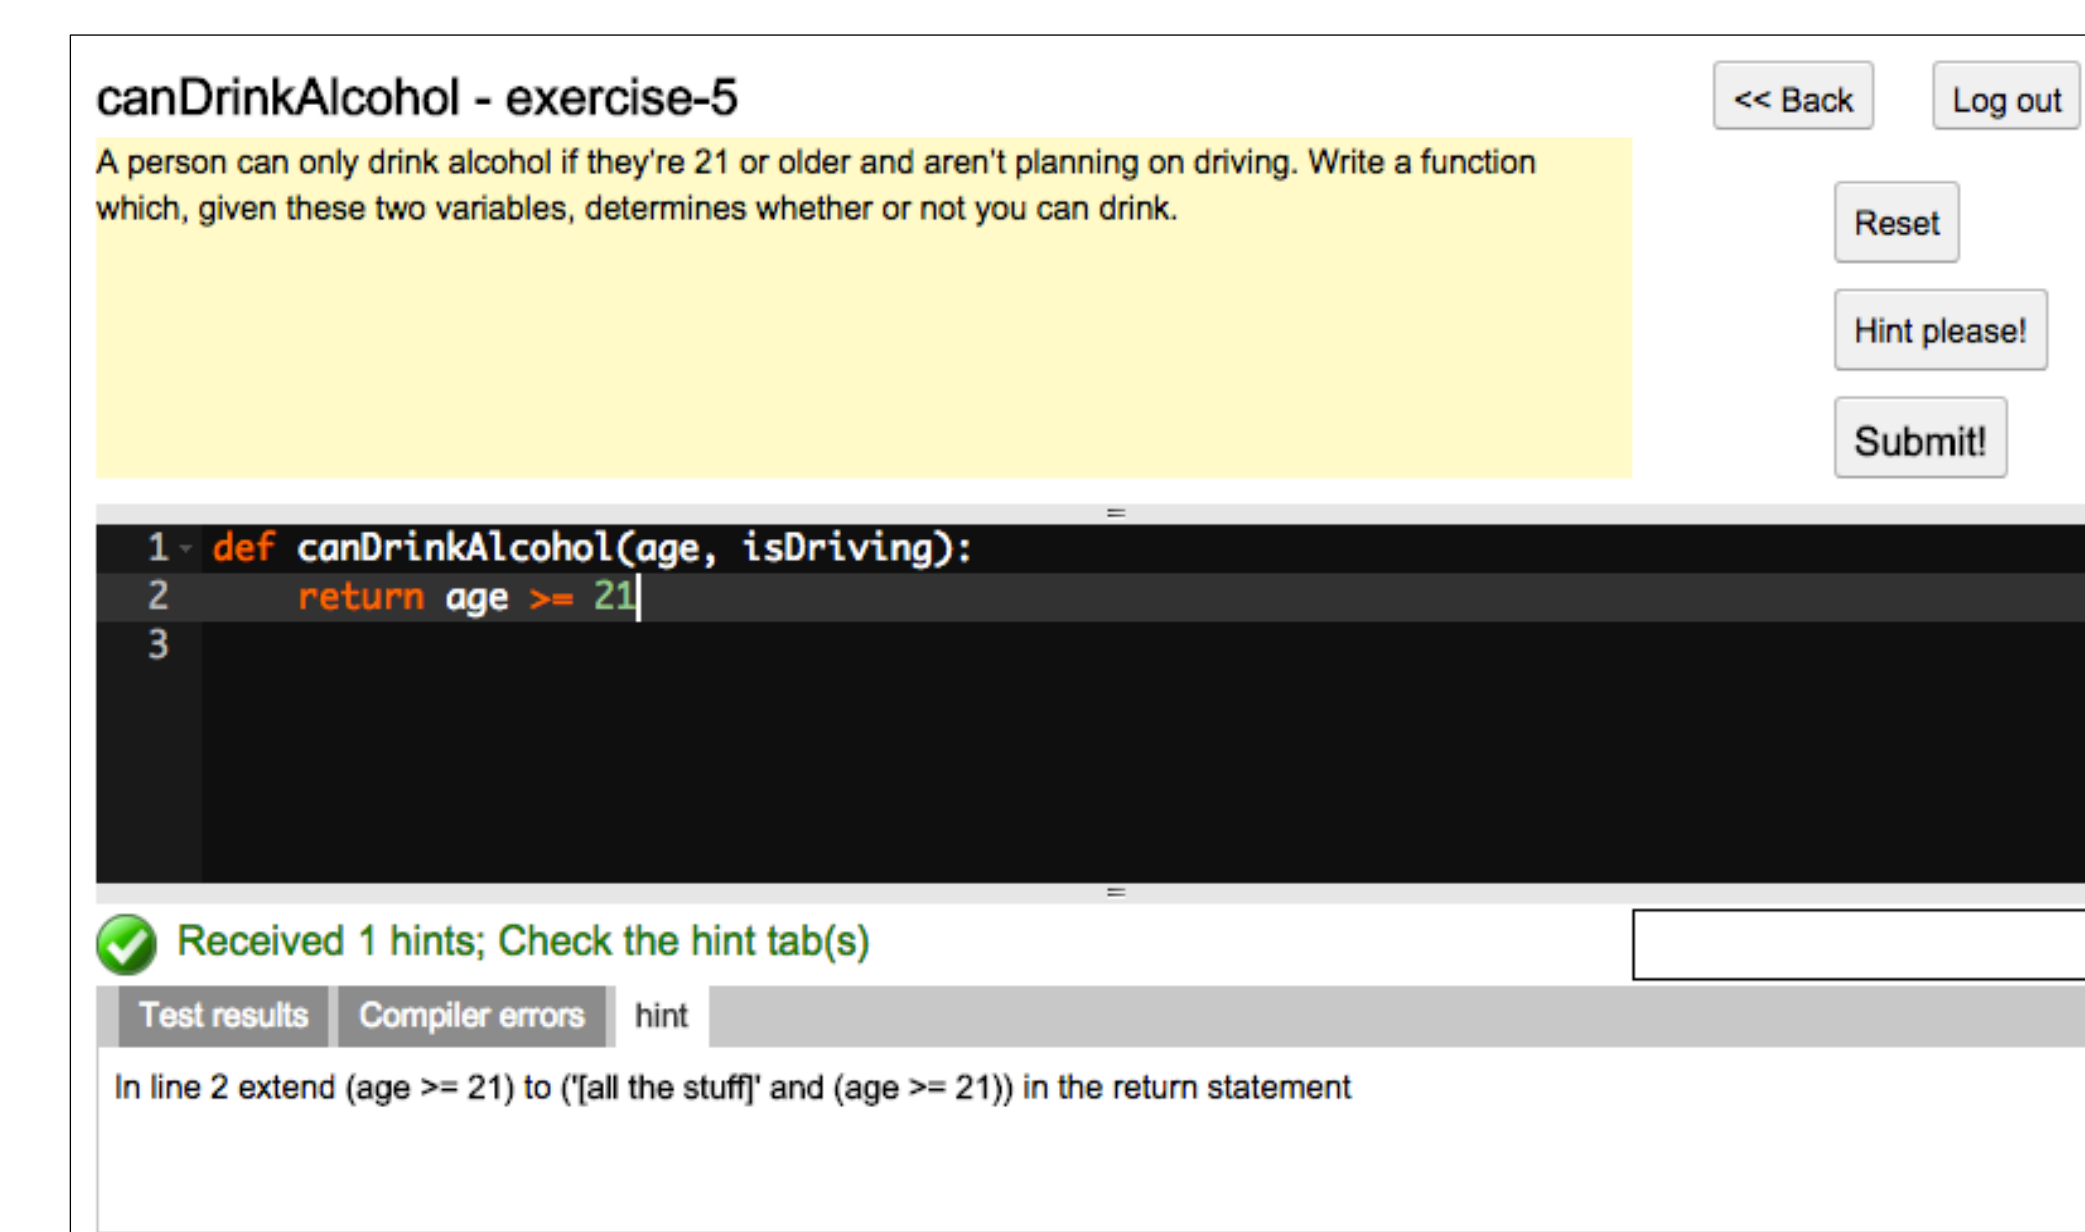 canDrinkAlcohol - exercise-5
<< Back
Log out
A person can only drink alcohol if they're 21 or older and aren't planning on driving. Write a function
which, given these two variables, determines whether or not you can drink.
Reset
Hint please!
Submit!
1 def canDrinkAlcohol(age, isDriving):
2     return age >= 21
3
Received 1 hints; Check the hint tab(s)
Test results
Compiler errors
hint
In line 2 extend (age >= 21) to ('[all the stuff]' and (age >= 21)) in the return statement